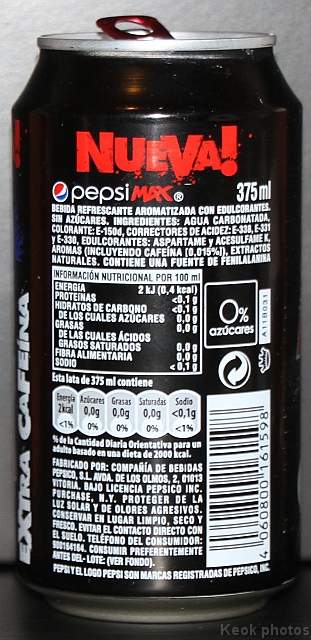 NUEVA!
pepsi MAX® 375 ml
BEBIDA REFRESCANTE AROMATIZADA CON EDULCORANTES.
SIN AZÚCARES. INGREDIENTES: AGUA CARBONATADA,
COLORANTE: E-150d, CORRECTORES DE ACIDEZ: E-338, E-331
y E-330, EDULCORANTES: ASPARTAME y ACESULFAME K,
AROMAS (INCLUYENDO CAFEÍNA (0,015%)), EXTRACTOS
NATURALES. CONTIENE UNA FUENTE DE FENILALANINA
INFORMACIÓN NUTRICIONAL POR 100 ml
ENERGÍA 2 kJ (0,4 kcal)
PROTEINAS <0,1 g
HIDRATOS DE CARBONO <0,1 g
DE LOS CUALES AZÚCARES 0,0 g
GRASAS 0,0 g
DE LAS CUALES ÁCIDOS
GRASOS SATURADOS 0,0 g
FIBRA ALIMENTARIA 0,0 g
SODIO <0,1 g
0%
azúcares
A118031
Esta lata de 375 ml contiene
Energía Azúcares Grasas Saturadas Sodio
2kcal 0,0g 0,0g 0,0g <0,1g
<1% 0% 0% 0% <1%
% de la Cantidad Diaria Orientativa para un
adulto basado en una dieta de 2000 kcal.
FABRICADO POR: COMPAÑÍA DE BEBIDAS
PEPSICO, S.L. AVDA. DE LOS OLMOS, 2, 01013
VITORIA. BAJO LICENCIA PEPSICO INC.
PURCHASE, N.Y. PROTEGER DE LA
LUZ SOLAR Y DE OLORES AGRESIVOS.
CONSERVAR EN LUGAR LIMPIO, SECO Y
FRESCO. EVITAR EL CONTACTO DIRECTO CON
EL SUELO. TELÉFONO DEL CONSUMIDOR:
900164164. CONSUMIR PREFERENTEMENTE
ANTES DEL- LOTE: (VER FONDO).
PEPSI Y EL LOGO PEPSI SON MARCAS REGISTRADAS DE PEPSICO, INC.
4 060800 161598
EXTRA CAFEÍNA
Keok photos